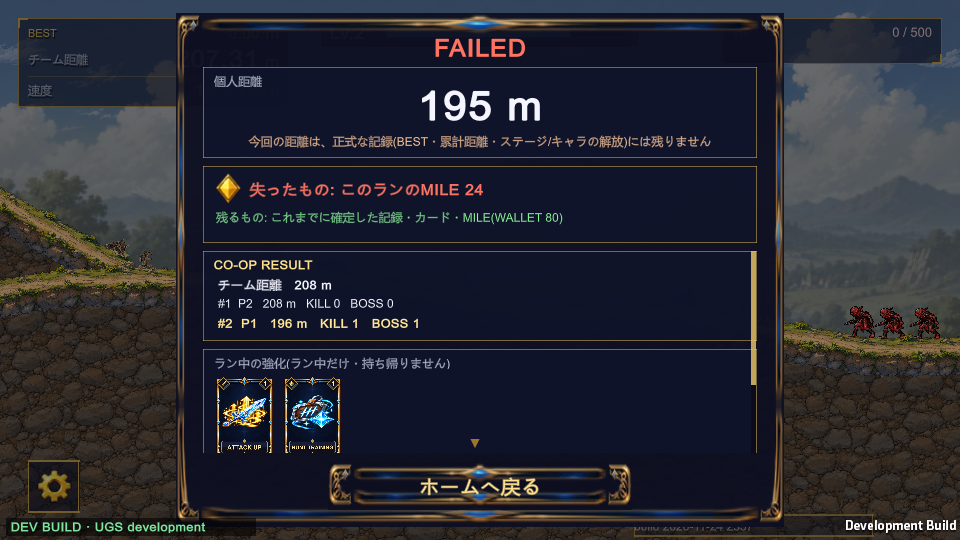 BEST
チーム距離
速度
0 / 500
FAILED
個人距離
195 m
今回の距離は、正式な記録(BEST・累計距離・ステージ/キャラの解放)には残りません
失ったもの: このランのMILE 24
残るもの: これまでに確定した記録・カード・MILE(WALLET 80)
CO-OP RESULT
チーム距離 208 m
#1 P2 208 m KILL 0 BOSS 0
#2 P1 196 m KILL 1 BOSS 1
ラン中の強化(ラン中だけ・持ち帰りません)
1
1
ATTACK UP
▼
ホームへ戻る
DEV BUILD · UGS development
Development Build